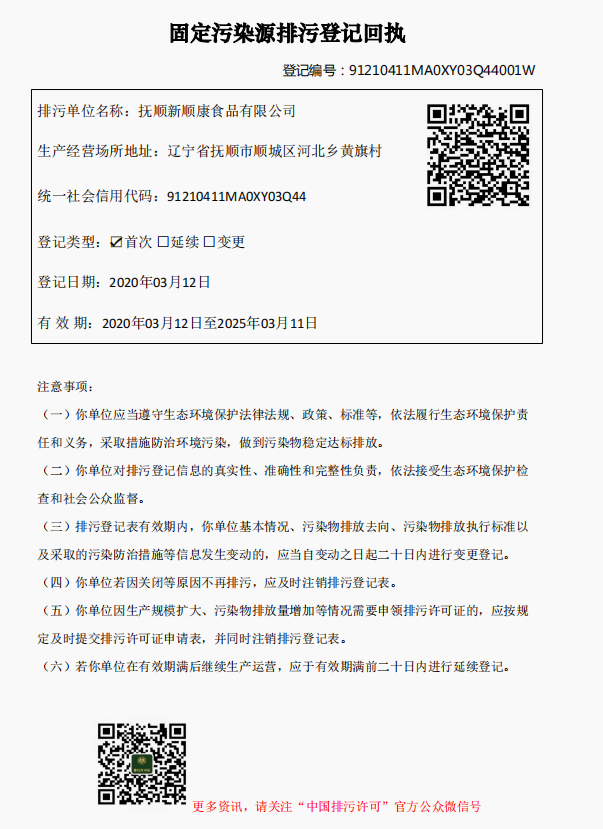 固定污染源排污登记回执
登记编号：91210411MA0XY03Q44001W
排污单位名称：抚顺新顺康食品有限公司
生产经营场所地址：辽宁省抚顺市顺城区河北乡黄旗村
统一社会信用代码：91210411MA0XY03Q44
登记类型：☑首次 □延续 □变更
登记日期：2020年03月12日
有 效 期：2020年03月12日至2025年03月11日
注意事项：
（一）你单位应当遵守生态环境保护法律法规、政策、标准等，依法履行生态环境保护责
任和义务，采取措施防治环境污染，做到污染物稳定达标排放。
（二）你单位对排污登记信息的真实性、准确性和完整性负责，依法接受生态环境保护检
查和社会公众监督。
（三）排污登记表有效期内，你单位基本情况、污染物排放去向、污染物排放执行标准以
及采取的污染防治措施等信息发生变动的，应当自变动之日起二十日内进行变更登记。
（四）你单位若因关闭等原因不再排污，应及时注销排污登记表。
（五）你单位因生产规模扩大、污染物排放量增加等情况需要申领排污许可证的，应按规
定及时提交排污许可证申请表，并同时注销排污登记表。
（六）若你单位在有效期满后继续生产运营，应于有效期满前二十日内进行延续登记。
更多资讯，请关注“中国排污许可”官方公众微信号